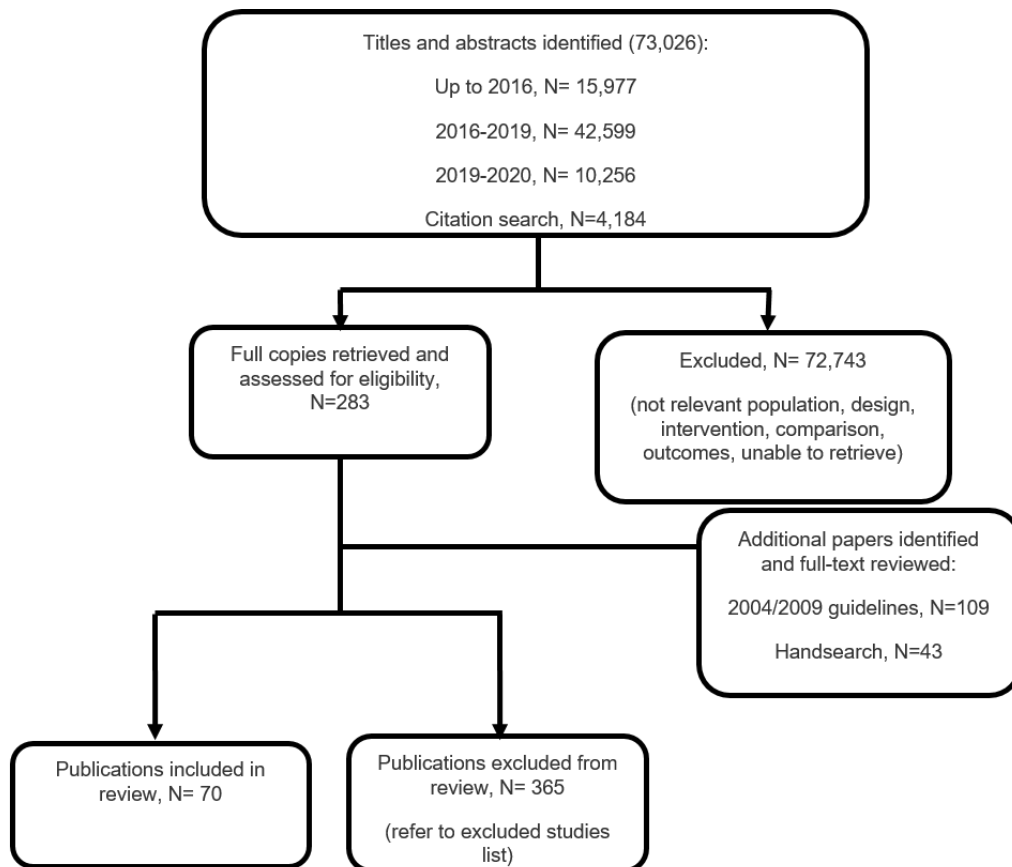 Titles and abstracts identified (73,026):
Up to 2016, N= 15,977
2016-2019, N= 42,599
2019-2020, N= 10,256
Citation search, N=4,184
Full copies retrieved and
assessed for eligibility,
N=283
Excluded, N= 72,743
(not relevant population, design,
intervention, comparison,
outcomes, unable to retrieve)
Additional papers identified
and full-text reviewed:
2004/2009 guidelines, N=109
Handsearch, N=43
Publications included in
review, N= 70
Publications excluded from
review, N= 365
(refer to excluded studies
list)